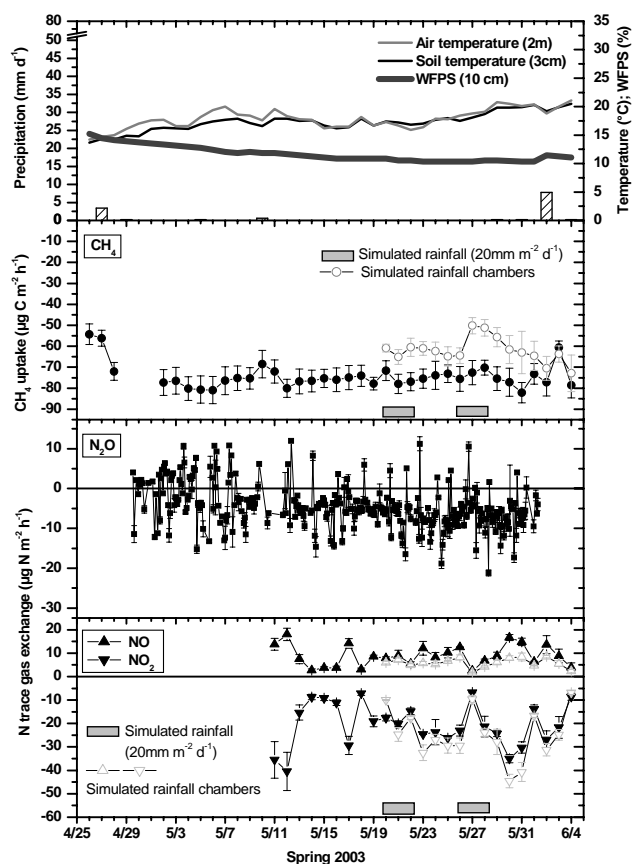 Precipitation (mm d⁻¹)
80
50
45
40
35
30
25
20
15
10
5
0
Air temperature (2m)
Soil temperature (3cm)
WFPS (10 cm)
35
30
25
20
15
10
5
0
Temperature (°C); WFPS (%)
CH₄ uptake (µg C m⁻² h⁻¹)
-10
-20
-30
-40
-50
-60
-70
-80
-90
CH₄
Simulated rainfall (20mm m⁻² d⁻¹)
Simulated rainfall chambers
N trace gas exchange (µg N m⁻² h⁻¹)
10
0
-10
-20
-30
N₂O
20
10
0
-10
-20
-30
-40
-50
-60
NO
NO₂
Simulated rainfall
(20mm m⁻² d⁻¹)
Simulated rainfall chambers
4/25 4/29 5/3 5/7 5/11 5/15 5/19 5/23 5/27 5/31 6/4
Spring 2003